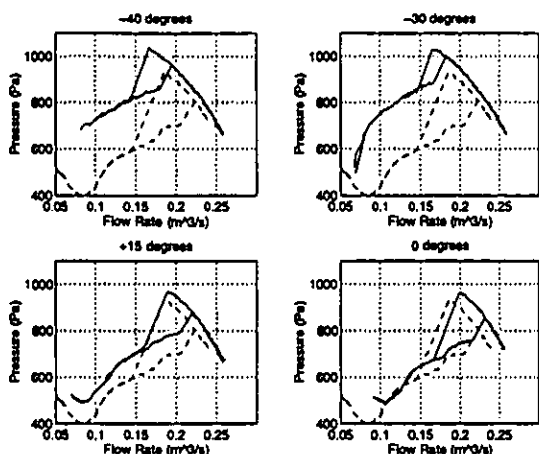 −40 degrees
1000
800
600
400
Pressure (Pa)
0.05 0.1 0.15 0.2 0.25
Flow Rate (m^3/s)
−30 degrees
1000
800
600
400
Pressure (Pa)
0.05 0.1 0.15 0.2 0.25
Flow Rate (m^3/s)
+15 degrees
1000
800
600
400
Pressure (Pa)
0.05 0.1 0.15 0.2 0.25
Flow Rate (m^3/s)
0 degrees
1000
800
600
400
Pressure (Pa)
0.05 0.1 0.15 0.2 0.25
Flow Rate (m^3/s)